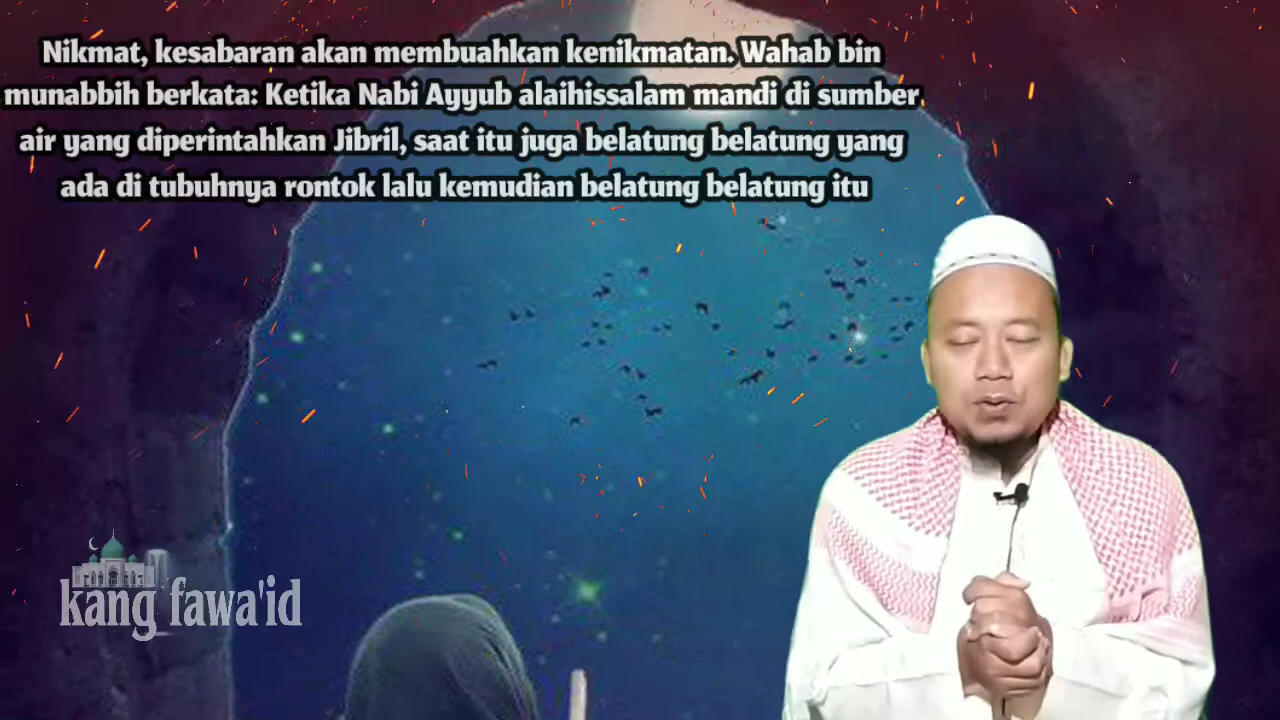 Nikmat, kesabaran akan membuahkan kenikmatan. Wahab bin
munabbih berkata: Ketika Nabi Ayyub alaihissalam mandi di sumber
air yang diperintahkan Jibril, saat itu juga belatung belatung yang
ada di tubuhnya rontok lalu kemudian belatung belatung itu
kang fawa'id